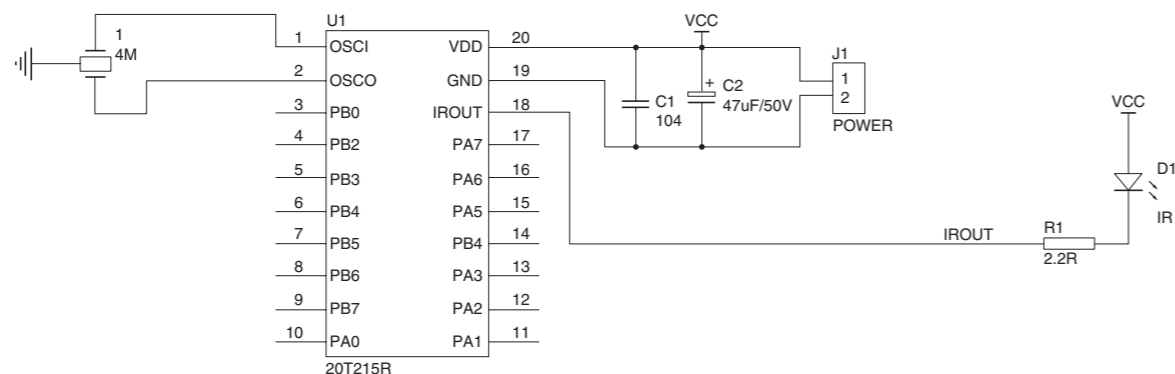 1
4M
U1
1 OSCI VDD 20
2 OSCO GND 19
3 PB0 IROUT 18
4 PB2 PA7 17
5 PB3 PA6 16
6 PB4 PA5 15
7 PB5 PB4 14
8 PB6 PA3 13
9 PB7 PA2 12
10 PA0 PA1 11
20T215R
VCC
C1
104
+ C2
47uF/50V
J1
1
2
POWER
VCC
D1
IR
IROUT
R1
2.2R